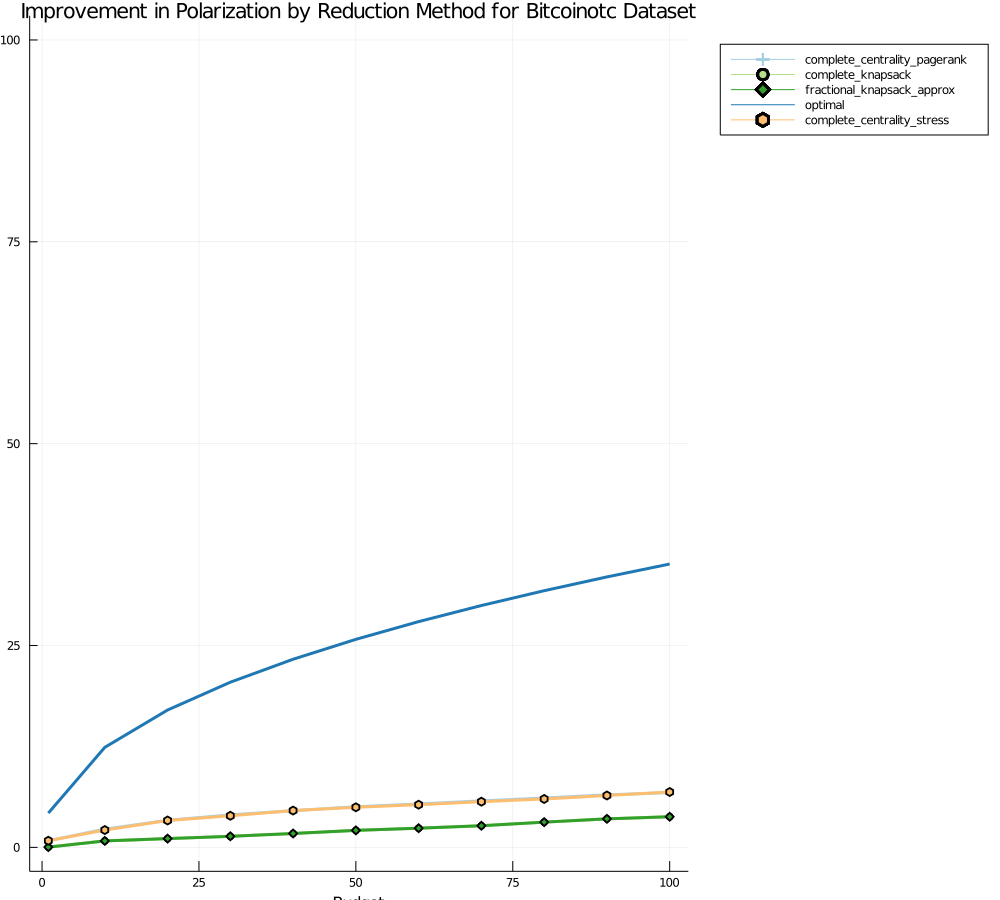 Improvement in Polarization by Reduction Method for Bitcoinotc Dataset
100
75
50
25
0
0 25 50 75 100
Budget
complete_centrality_pagerank
complete_knapsack
fractional_knapsack_approx
optimal
complete_centrality_stress